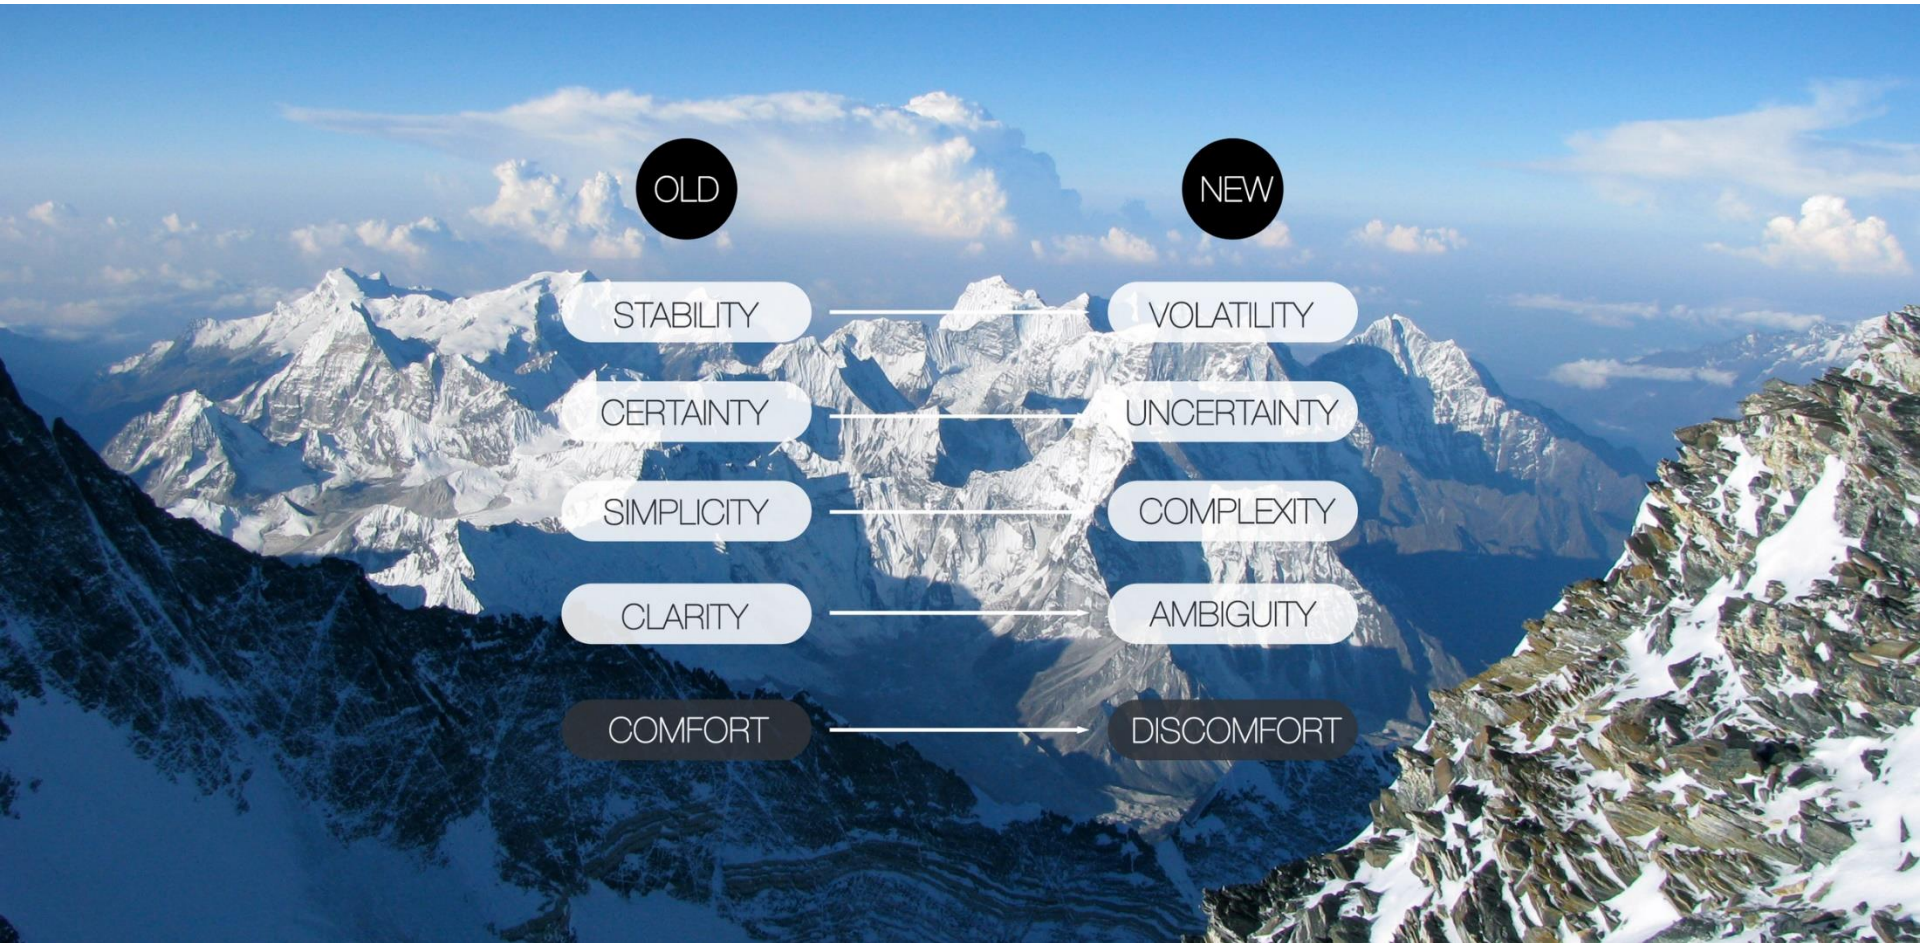 OLD NEW
STABILITY VOLATILITY
CERTAINTY UNCERTAINTY
SIMPLICITY COMPLEXITY
CLARITY AMBIGUITY
COMFORT DISCOMFORT